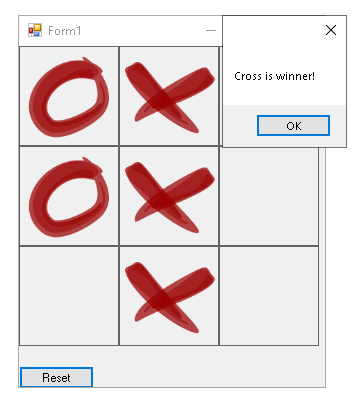 Form1
Cross is winner!
OK
Reset